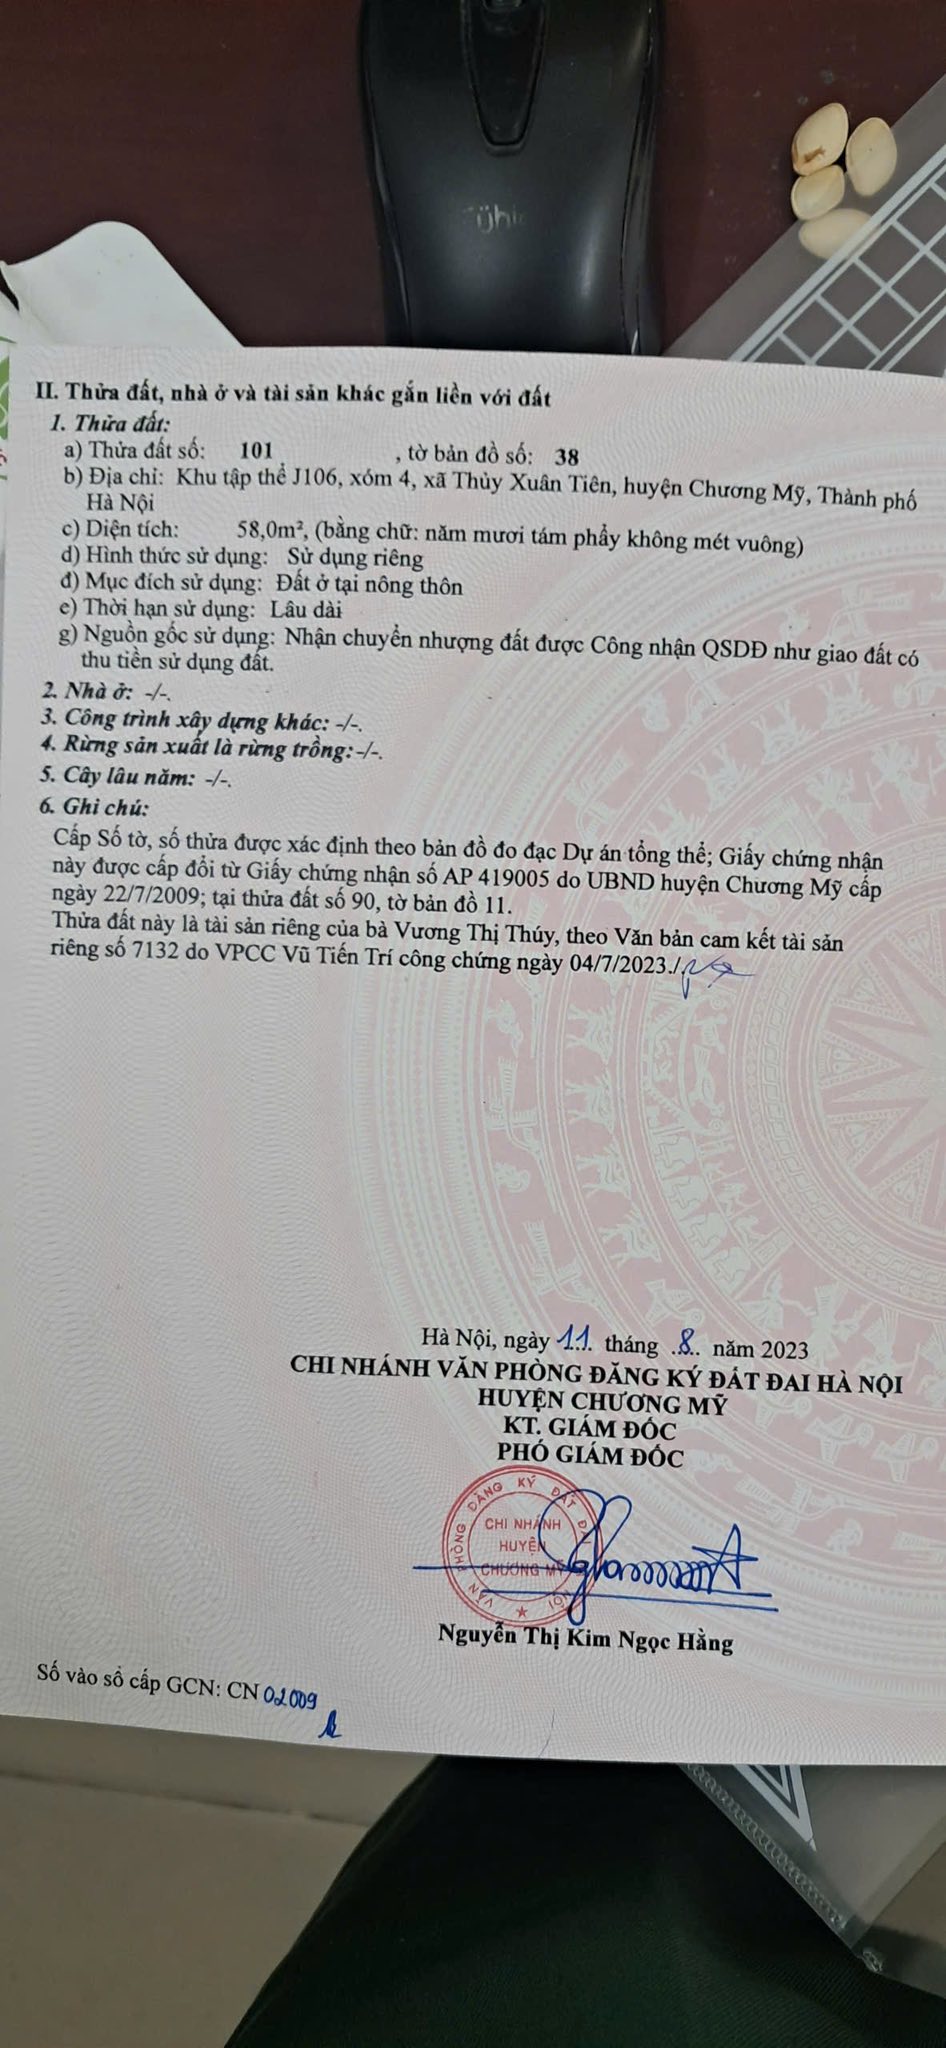 II. Thửa đất, nhà ở và tài sản khác gắn liền với đất
1. Thửa đất:
a) Thửa đất số: 101 , tờ bản đồ số: 38
b) Địa chỉ: Khu tập thể J106, xóm 4, xã Thủy Xuân Tiên, huyện Chương Mỹ, Thành phố
Hà Nội
c) Diện tích: 58,0m², (bằng chữ: năm mươi tám phẩy không mét vuông)
d) Hình thức sử dụng: Sử dụng riêng
đ) Mục đích sử dụng: Đất ở tại nông thôn
e) Thời hạn sử dụng: Lâu dài
g) Nguồn gốc sử dụng: Nhận chuyển nhượng đất được Công nhận QSDĐ như giao đất có
thu tiền sử dụng đất.
2. Nhà ở: -/-.
3. Công trình xây dựng khác: -/-.
4. Rừng sản xuất là rừng trồng:-/-.
5. Cây lâu năm: -/-.
6. Ghi chú:
Cấp Số tờ, số thửa được xác định theo bản đồ đo đạc Dự án tổng thể; Giấy chứng nhận
này được cấp đổi từ Giấy chứng nhận số AP 419005 do UBND huyện Chương Mỹ cấp
ngày 22/7/2009; tại thửa đất số 90, tờ bản đồ 11.
Thửa đất này là tài sản riêng của bà Vương Thị Thúy, theo Văn bản cam kết tài sản
riêng số 7132 do VPCC Vũ Tiến Trí công chứng ngày 04/7/2023./.
Hà Nội, ngày 11 tháng 8 năm 2023
CHI NHÁNH VĂN PHÒNG ĐĂNG KÝ ĐẤT ĐAI HÀ NỘI
HUYỆN CHƯƠNG MỸ
KT. GIÁM ĐỐC
PHÓ GIÁM ĐỐC
VĂN PHÒNG ĐĂNG KÝ ĐẤT ĐAI HÀ NỘI
CHI NHÁNH
HUYỆN
CHƯƠNG MỸ
Nguyễn Thị Kim Ngọc Hằng
Số vào sổ cấp GCN: CN 02009